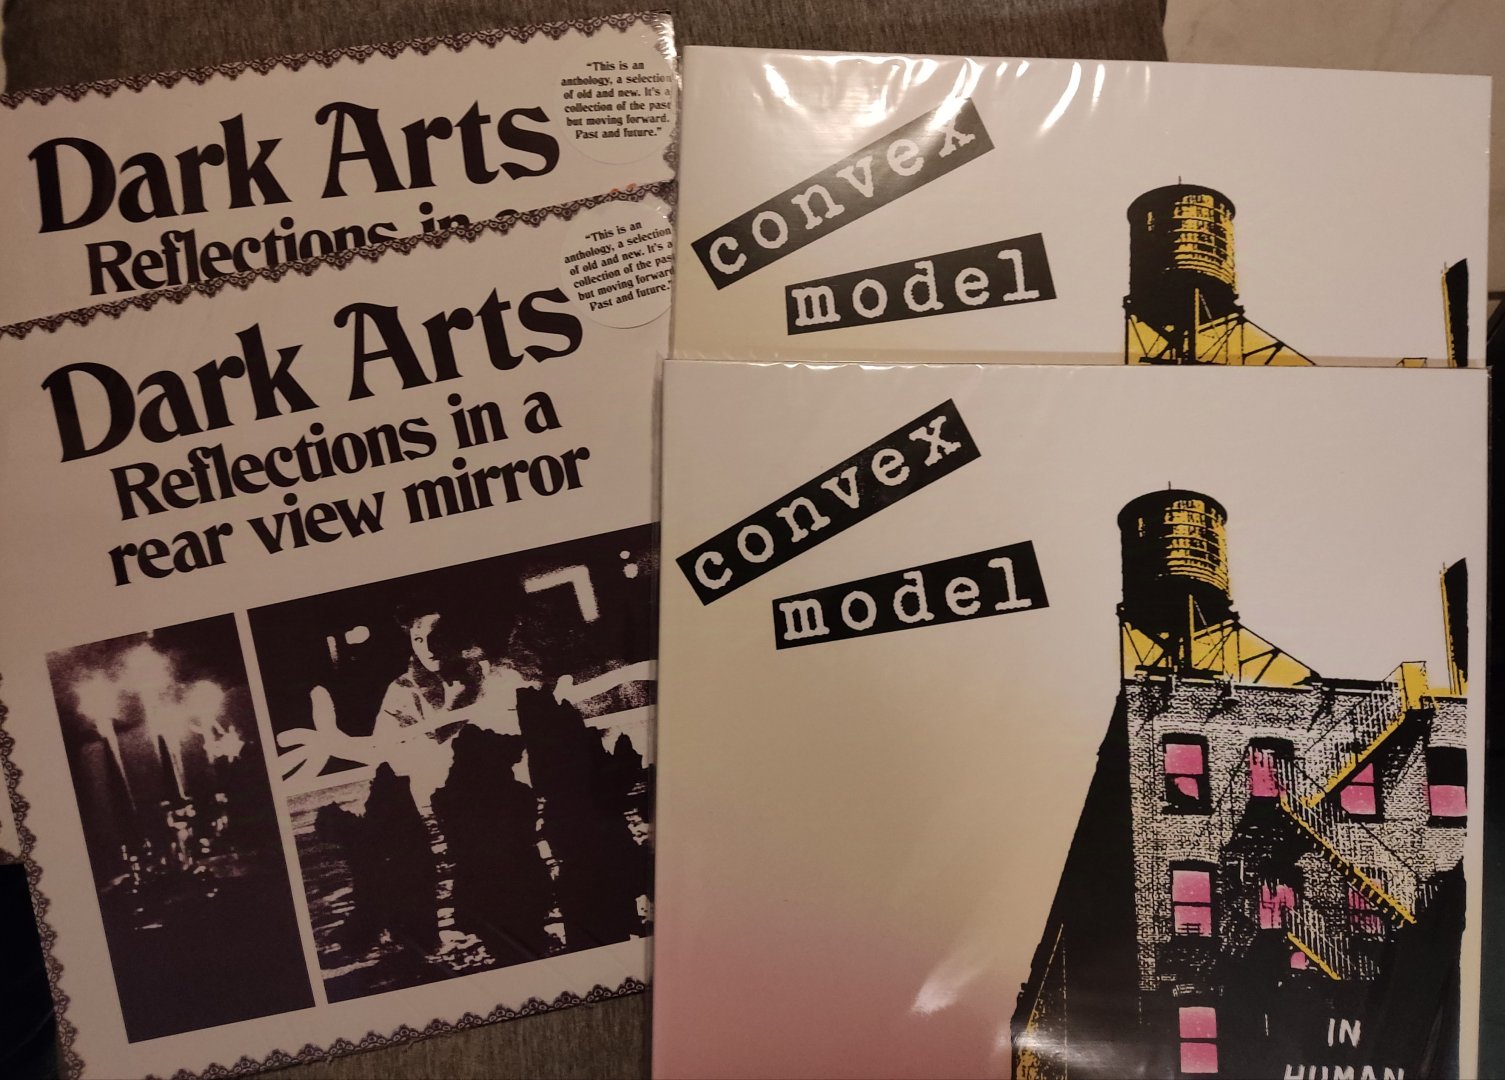 Dark Arts
Reflections in a
"This is an
anthology, a selection
of old and new. It's a
collection of the past
but moving forward.
Past and future."
Dark Arts
Reflections in a
rear view mirror
"This is an
anthology, a selection
of old and new. It's a
collection of the past
but moving forward.
Past and future."
convex
model
convex
model
IN
HUMAN